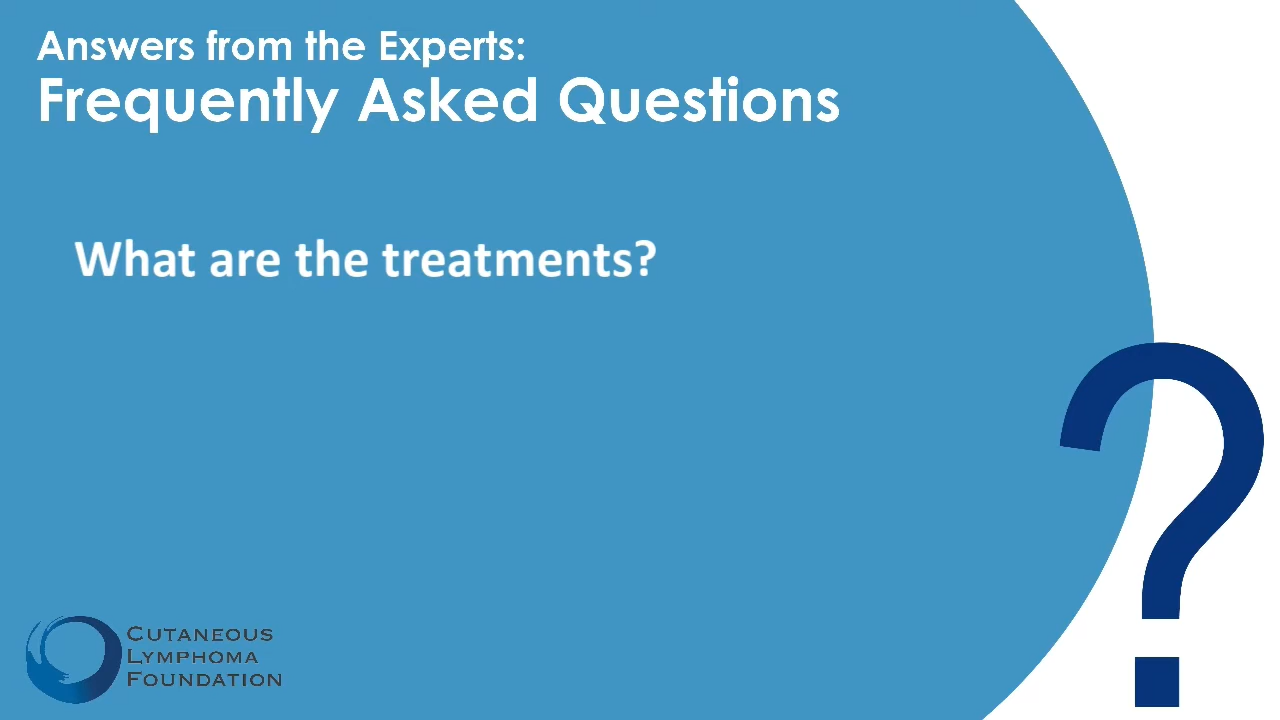 Answers from the Experts:
Frequently Asked Questions
What are the treatments?
CUTANEOUS
LYMPHOMA
FOUNDATION